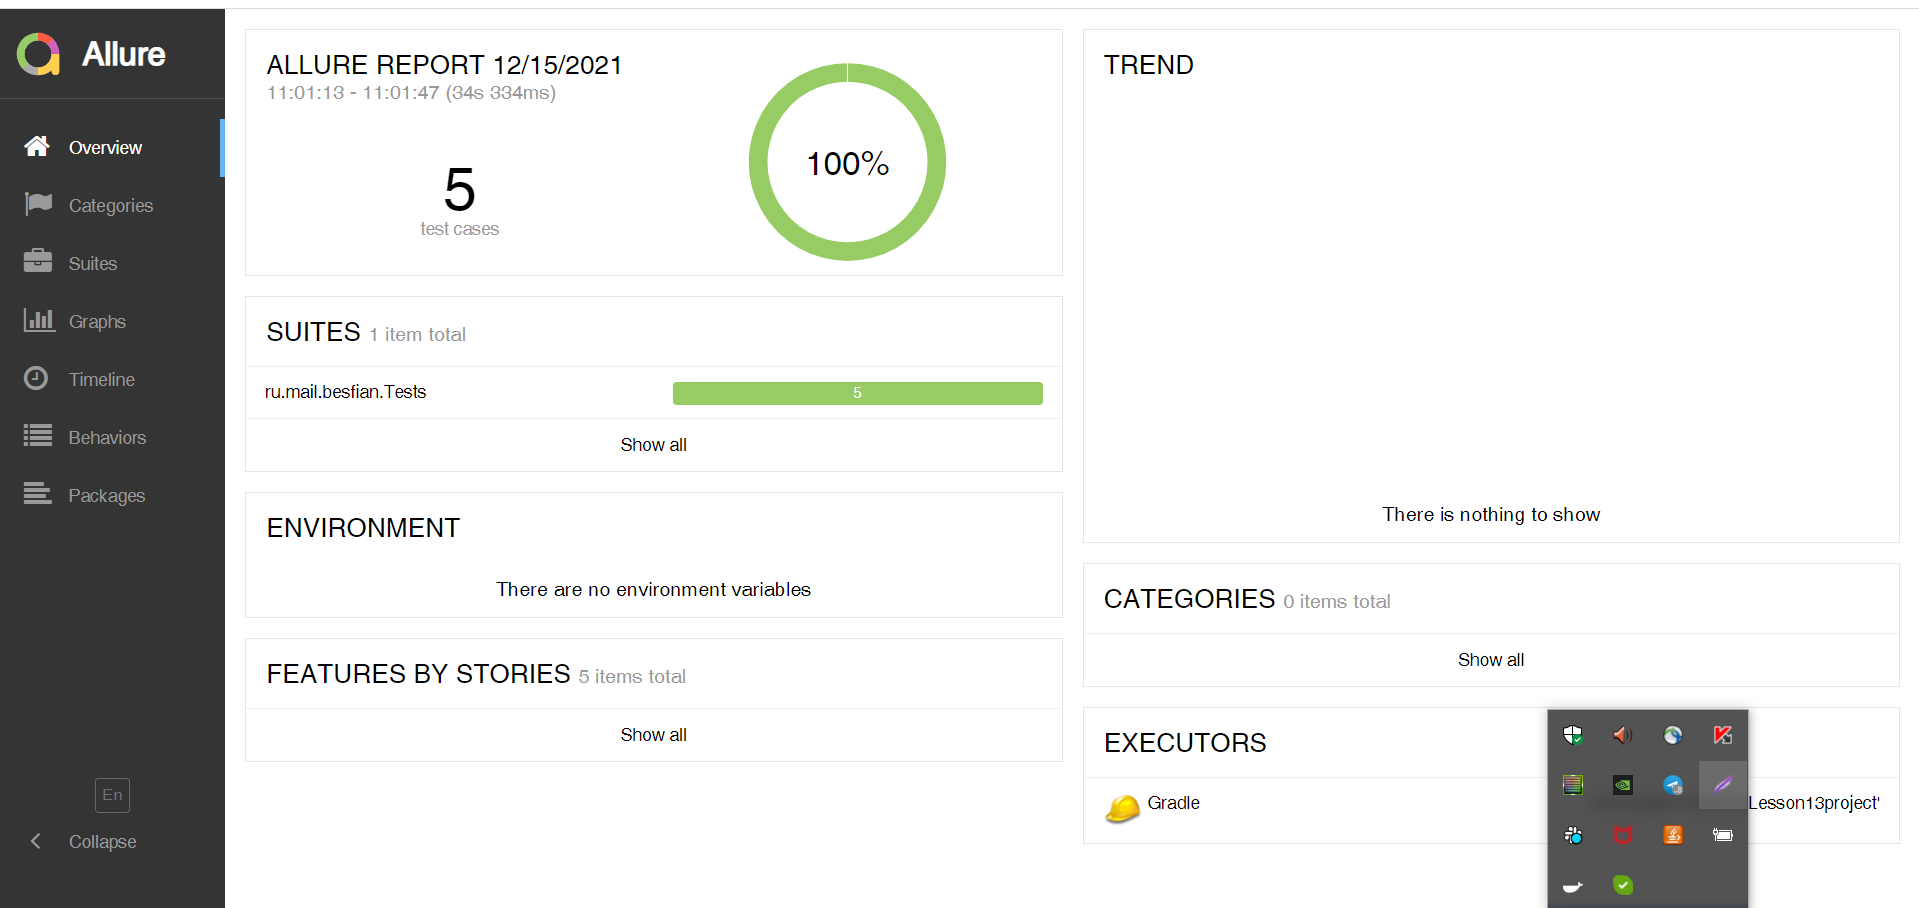 Allure
Overview
Categories
Suites
Graphs
Timeline
Behaviors
Packages
En
Collapse
ALLURE REPORT 12/15/2021
11:01:13 - 11:01:47 (34s 334ms)
5
test cases
100%
SUITES 1 item total
ru.mail.besfian.Tests 5
Show all
ENVIRONMENT
There are no environment variables
FEATURES BY STORIES 5 items total
Show all
TREND
There is nothing to show
CATEGORIES 0 items total
Show all
EXECUTORS
Gradle Lesson13project'